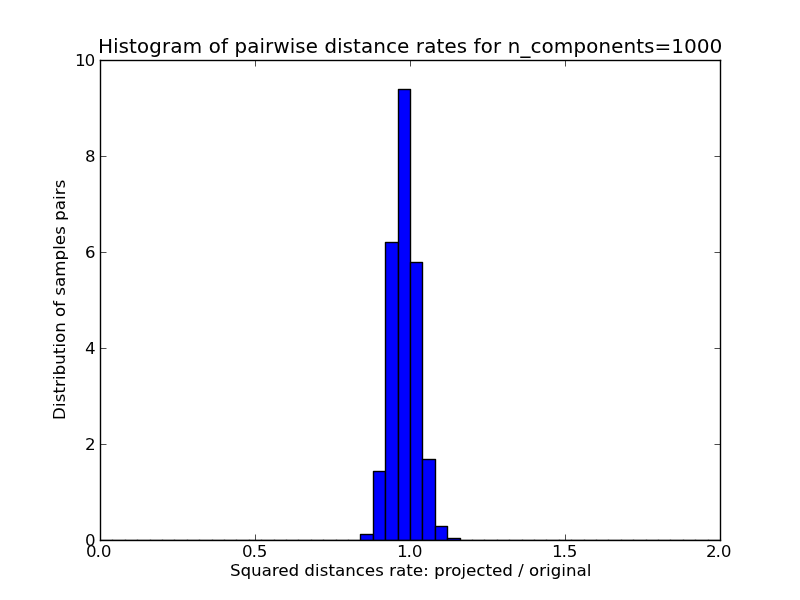 Histogram of pairwise distance rates for n_components=1000
10
8
6
4
2
0
Distribution of samples pairs
0.0 0.5 1.0 1.5 2.0
Squared distances rate: projected / original